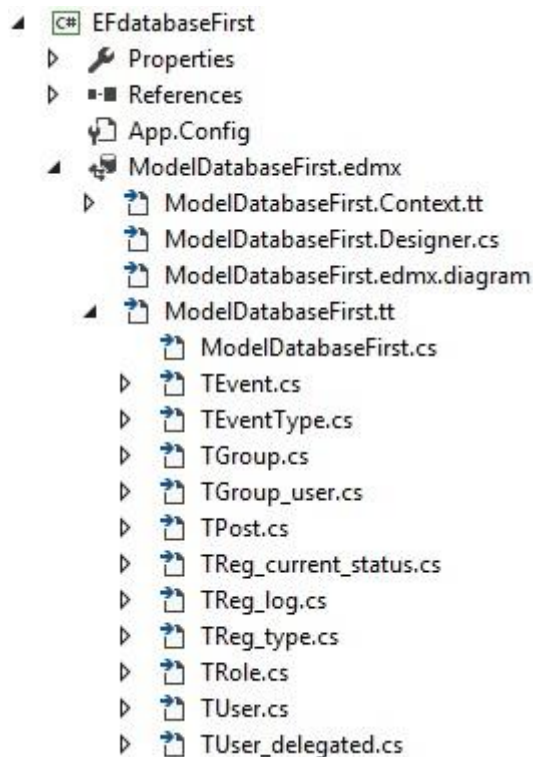 C# EFdatabaseFirst
Properties
References
App.Config
ModelDatabaseFirst.edmx
ModelDatabaseFirst.Context.tt
ModelDatabaseFirst.Designer.cs
ModelDatabaseFirst.edmx.diagram
ModelDatabaseFirst.tt
ModelDatabaseFirst.cs
TEvent.cs
TEventType.cs
TGroup.cs
TGroup_user.cs
TPost.cs
TReg_current_status.cs
TReg_log.cs
TReg_type.cs
TRole.cs
TUser.cs
TUser_delegated.cs